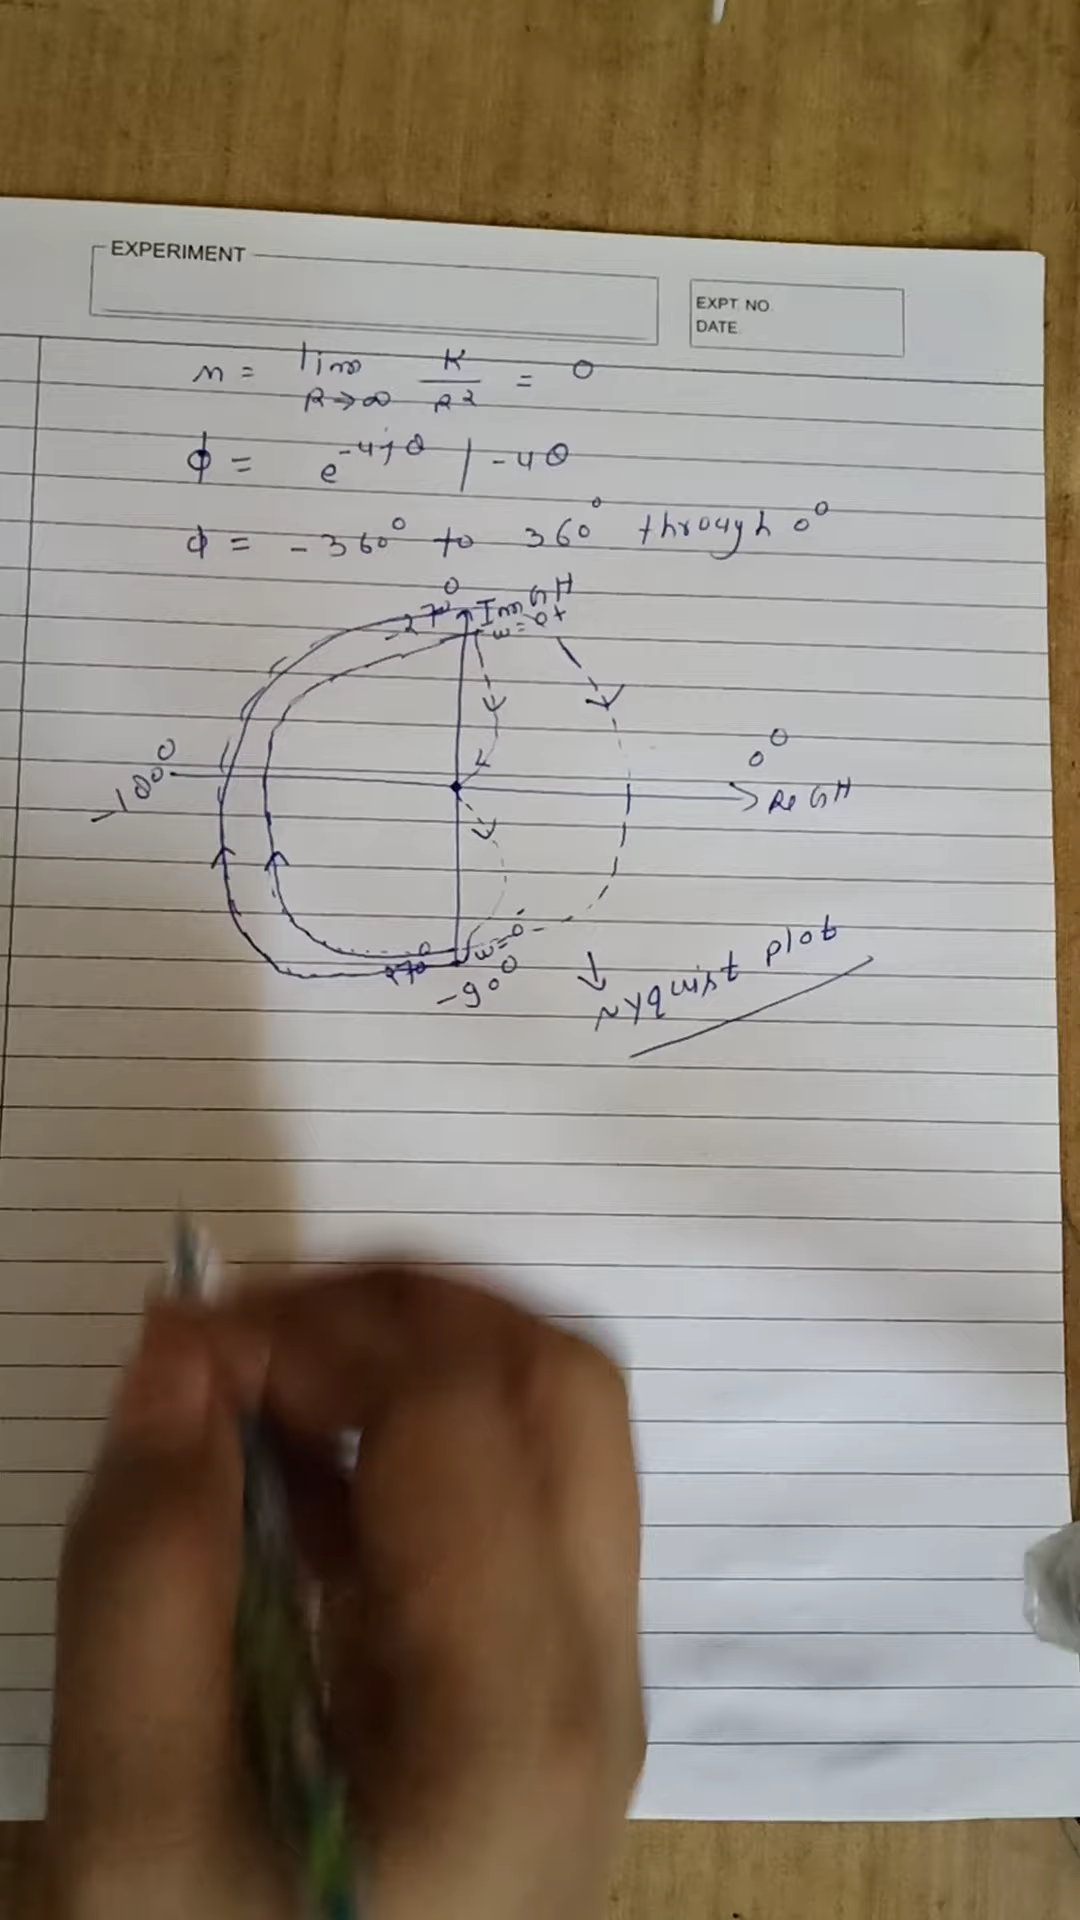 EXPERIMENT
EXPT. NO.
DATE
m = lim R→∞ K/R² = 0
ϕ = e^-4jθ | -4θ
ϕ = -360° to 360° through 0°
-270° Im GH
ω=0+
0°
-180°
Re GH
270° ω=0-
-90°
↓
Nyquist plot